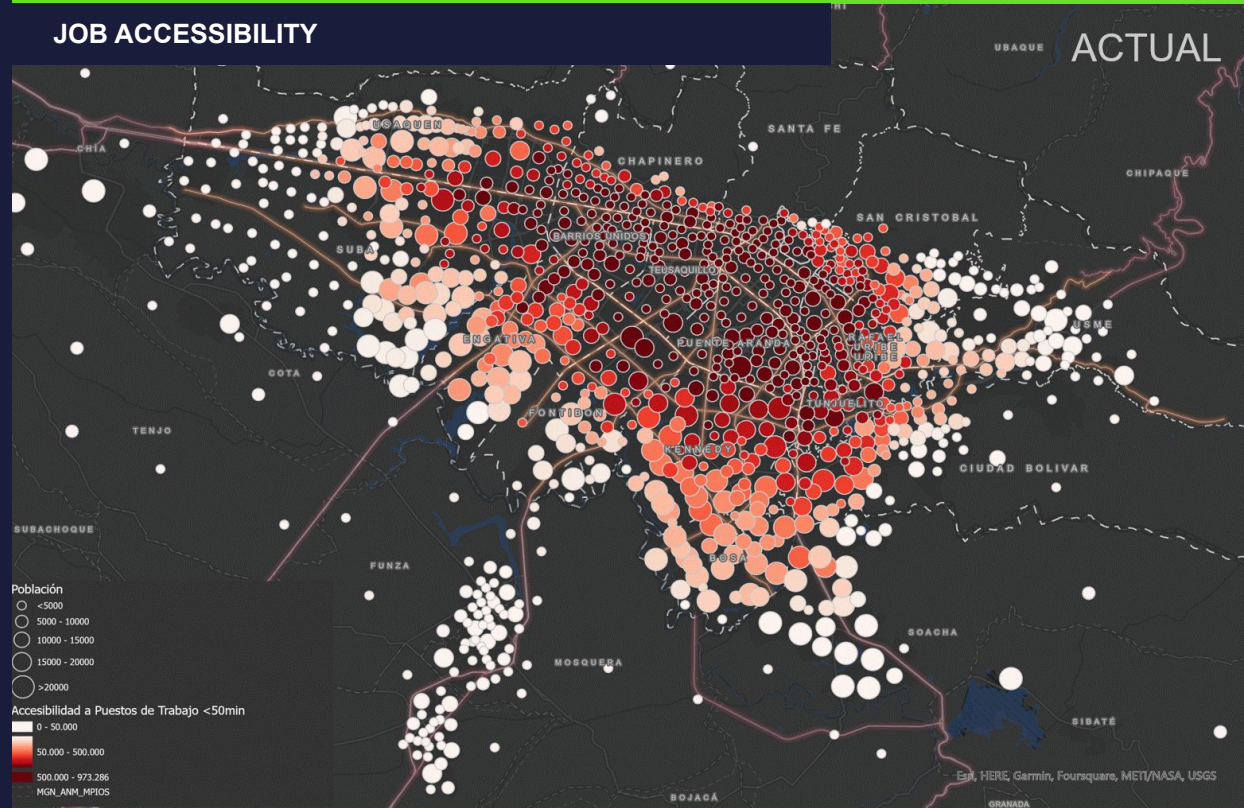 JOB ACCESSIBILITY
ACTUAL
UBAQUE
SANTA FE
USAQUEN
CHIA
CHAPINERO
CHIPAQUE
SAN CRISTOBAL
BARRIOS UNIDOS
SUBA
TEUSAQUILLO
USME
ENGATIVA
PUENTE ARANDA
RAFAEL
URIBE
URIBE
COTA
TUNJUELITO
FONTIBON
TENJO
KENNEDY
CIUDAD BOLIVAR
SUBACHOQUE
BOSA
FUNZA
Población
<5000
5000 - 10000
10000 - 15000
15000 - 20000
>20000
SOACHA
MOSQUERA
Accesibilidad a Puestos de Trabajo <50min
0 - 50.000
50.000 - 500.000
500.000 - 973.286
MGN_ANM_MPIOS
SIBATÉ
Esri, HERE, Garmin, Foursquare, METI/NASA, USGS
BOJACÁ
GRANADA